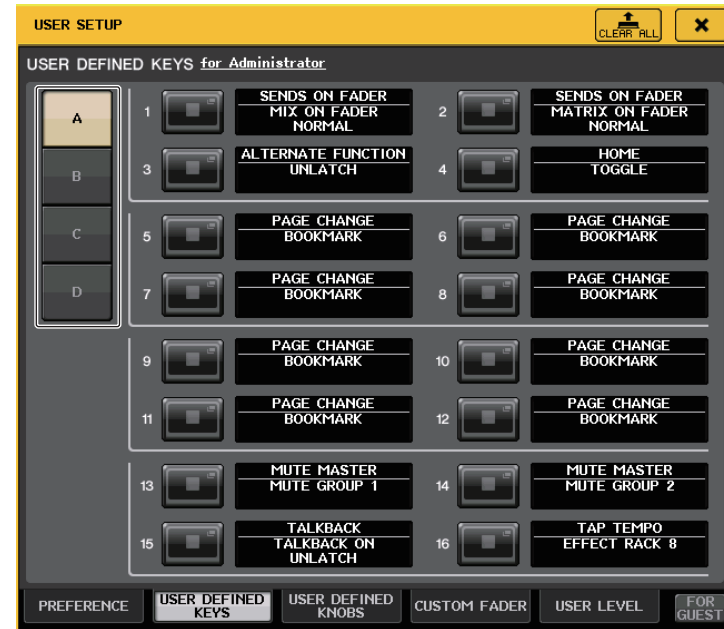 USER SETUP
CLEAR ALL
USER DEFINED KEYS for Administrator
A
B
C
D
1
SENDS ON FADER
MIX ON FADER
NORMAL
2
SENDS ON FADER
MATRIX ON FADER
NORMAL
3
ALTERNATE FUNCTION
UNLATCH
4
HOME
TOGGLE
5
PAGE CHANGE
BOOKMARK
6
PAGE CHANGE
BOOKMARK
7
PAGE CHANGE
BOOKMARK
8
PAGE CHANGE
BOOKMARK
9
PAGE CHANGE
BOOKMARK
10
PAGE CHANGE
BOOKMARK
11
PAGE CHANGE
BOOKMARK
12
PAGE CHANGE
BOOKMARK
13
MUTE MASTER
MUTE GROUP 1
14
MUTE MASTER
MUTE GROUP 2
15
TALKBACK
TALKBACK ON
UNLATCH
16
TAP TEMPO
EFFECT RACK 8
PREFERENCE
USER DEFINED
KEYS
USER DEFINED
KNOBS
CUSTOM FADER
USER LEVEL
FOR
GUEST